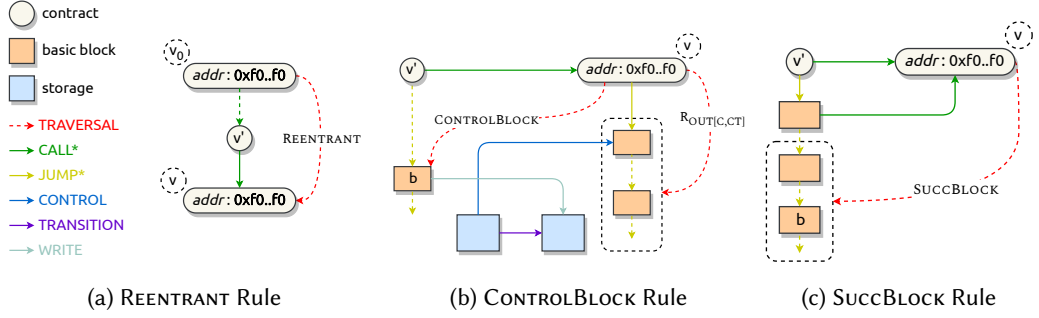 contract
basic block
storage
TRAVERSAL
CALL*
JUMP*
CONTROL
TRANSITION
WRITE
v0
addr: 0xf0..f0
v'
REENTRANT
v
addr: 0xf0..f0
(a) REENTRANT Rule
v
v'
addr: 0xf0..f0
CONTROLBLOCK
ROUT[C,CT]
b
(b) CONTROLBLOCK Rule
v
v'
addr: 0xf0..f0
SUCCBLOCK
b
(c) SUCCBLOCK Rule